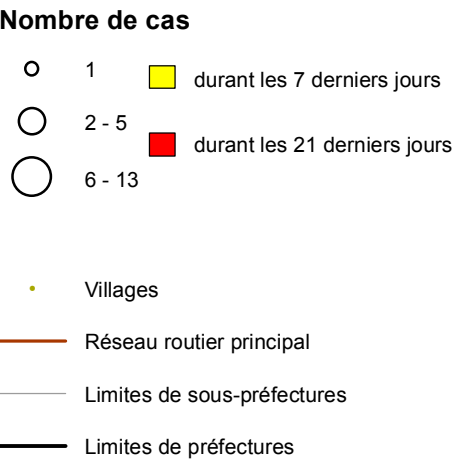 Nombre de cas
1
durant les 7 derniers jours
2 - 5
durant les 21 derniers jours
6 - 13
Villages
Réseau routier principal
Limites de sous-préfectures
Limites de préfectures